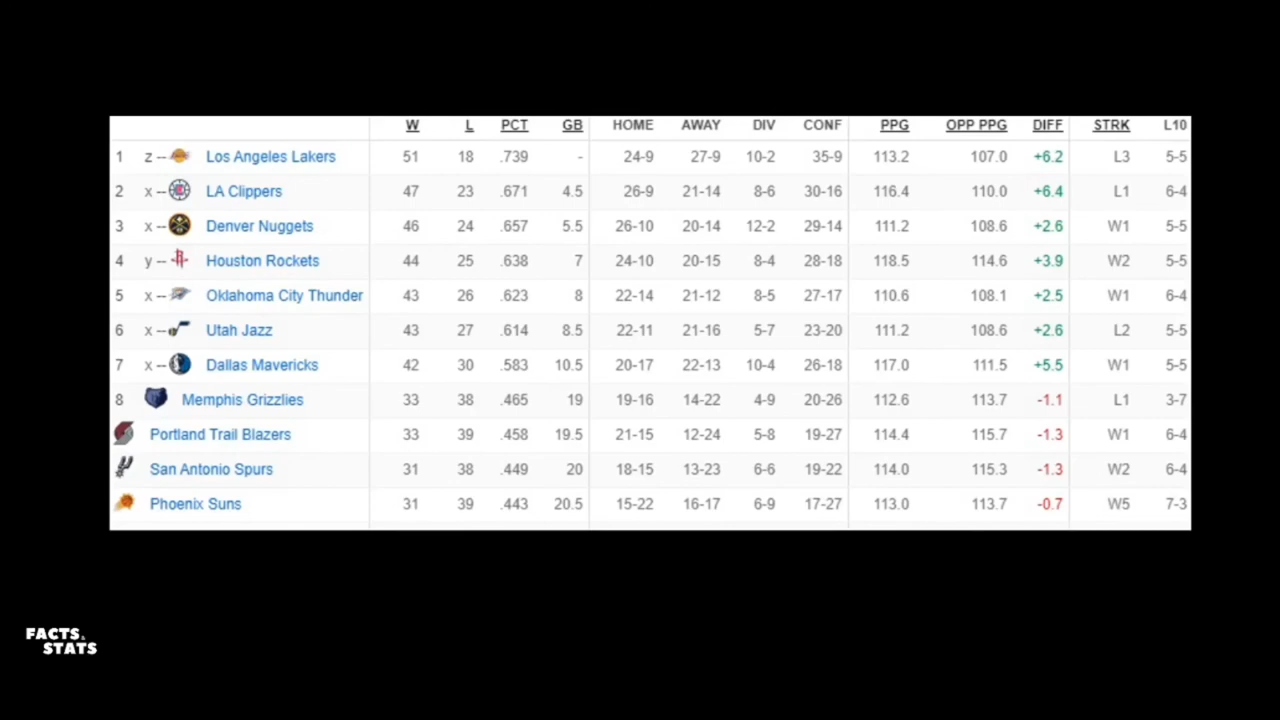 W L PCT GB HOME AWAY DIV CONF PPG OPP PPG DIFF STRK L10
1 z -- Los Angeles Lakers 51 18 .739 - 24-9 27-9 10-2 35-9 113.2 107.0 +6.2 L3 5-5
2 x -- LA Clippers 47 23 .671 4.5 26-9 21-14 8-6 30-16 116.4 110.0 +6.4 L1 6-4
3 x -- Denver Nuggets 46 24 .657 5.5 26-10 20-14 12-2 29-14 111.2 108.6 +2.6 W1 5-5
4 y -- Houston Rockets 44 25 .638 7 24-10 20-15 8-4 28-18 118.5 114.6 +3.9 W2 5-5
5 x -- Oklahoma City Thunder 43 26 .623 8 22-14 21-12 8-5 27-17 110.6 108.1 +2.5 W1 6-4
6 x -- Utah Jazz 43 27 .614 8.5 22-11 21-16 5-7 23-20 111.2 108.6 +2.6 L2 5-5
7 x -- Dallas Mavericks 42 30 .583 10.5 20-17 22-13 10-4 26-18 117.0 111.5 +5.5 W1 5-5
8 Memphis Grizzlies 33 38 .465 19 19-16 14-22 4-9 20-26 112.6 113.7 -1.1 L1 3-7
Portland Trail Blazers 33 39 .458 19.5 21-15 12-24 5-8 19-27 114.4 115.7 -1.3 W1 6-4
San Antonio Spurs 31 38 .449 20 18-15 13-23 6-6 19-22 114.0 115.3 -1.3 W2 6-4
Phoenix Suns 31 39 .443 20.5 15-22 16-17 6-9 17-27 113.0 113.7 -0.7 W5 7-3
FACTS.
STATS